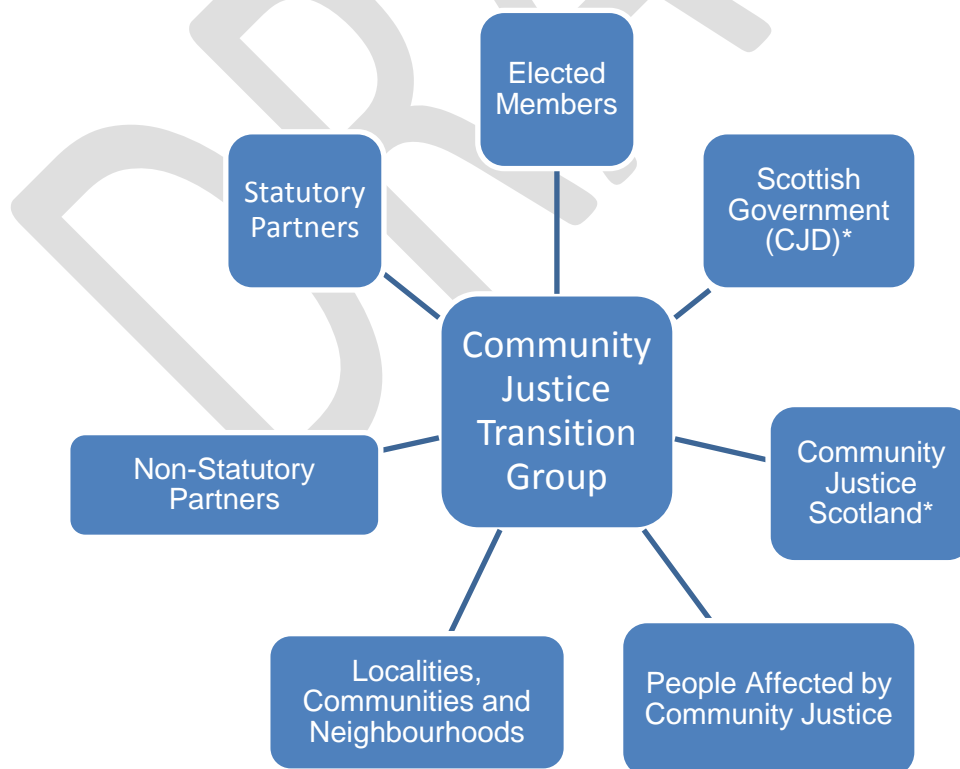 Elected
Members
Statutory
Partners
Scottish
Government
(CJD)*
Community
Justice
Transition
Group
Non-Statutory
Partners
Community
Justice
Scotland*
Localities,
Communities and
Neighbourhoods
People Affected by
Community Justice